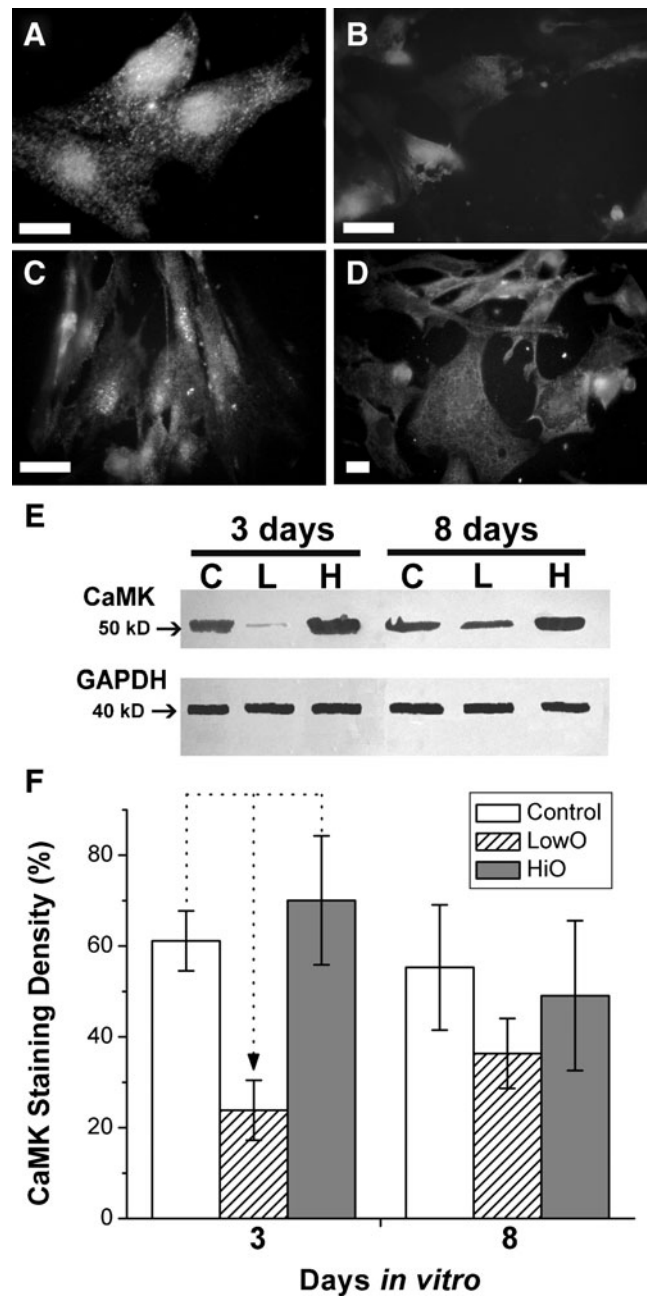 A
B
C
D
E
3 days
8 days
C L H C L H
CaMK
50 kD →
GAPDH
40 kD →
F
Control
LowO
HiO
CaMK Staining Density (%)
80
60
40
20
0
3
8
Days in vitro